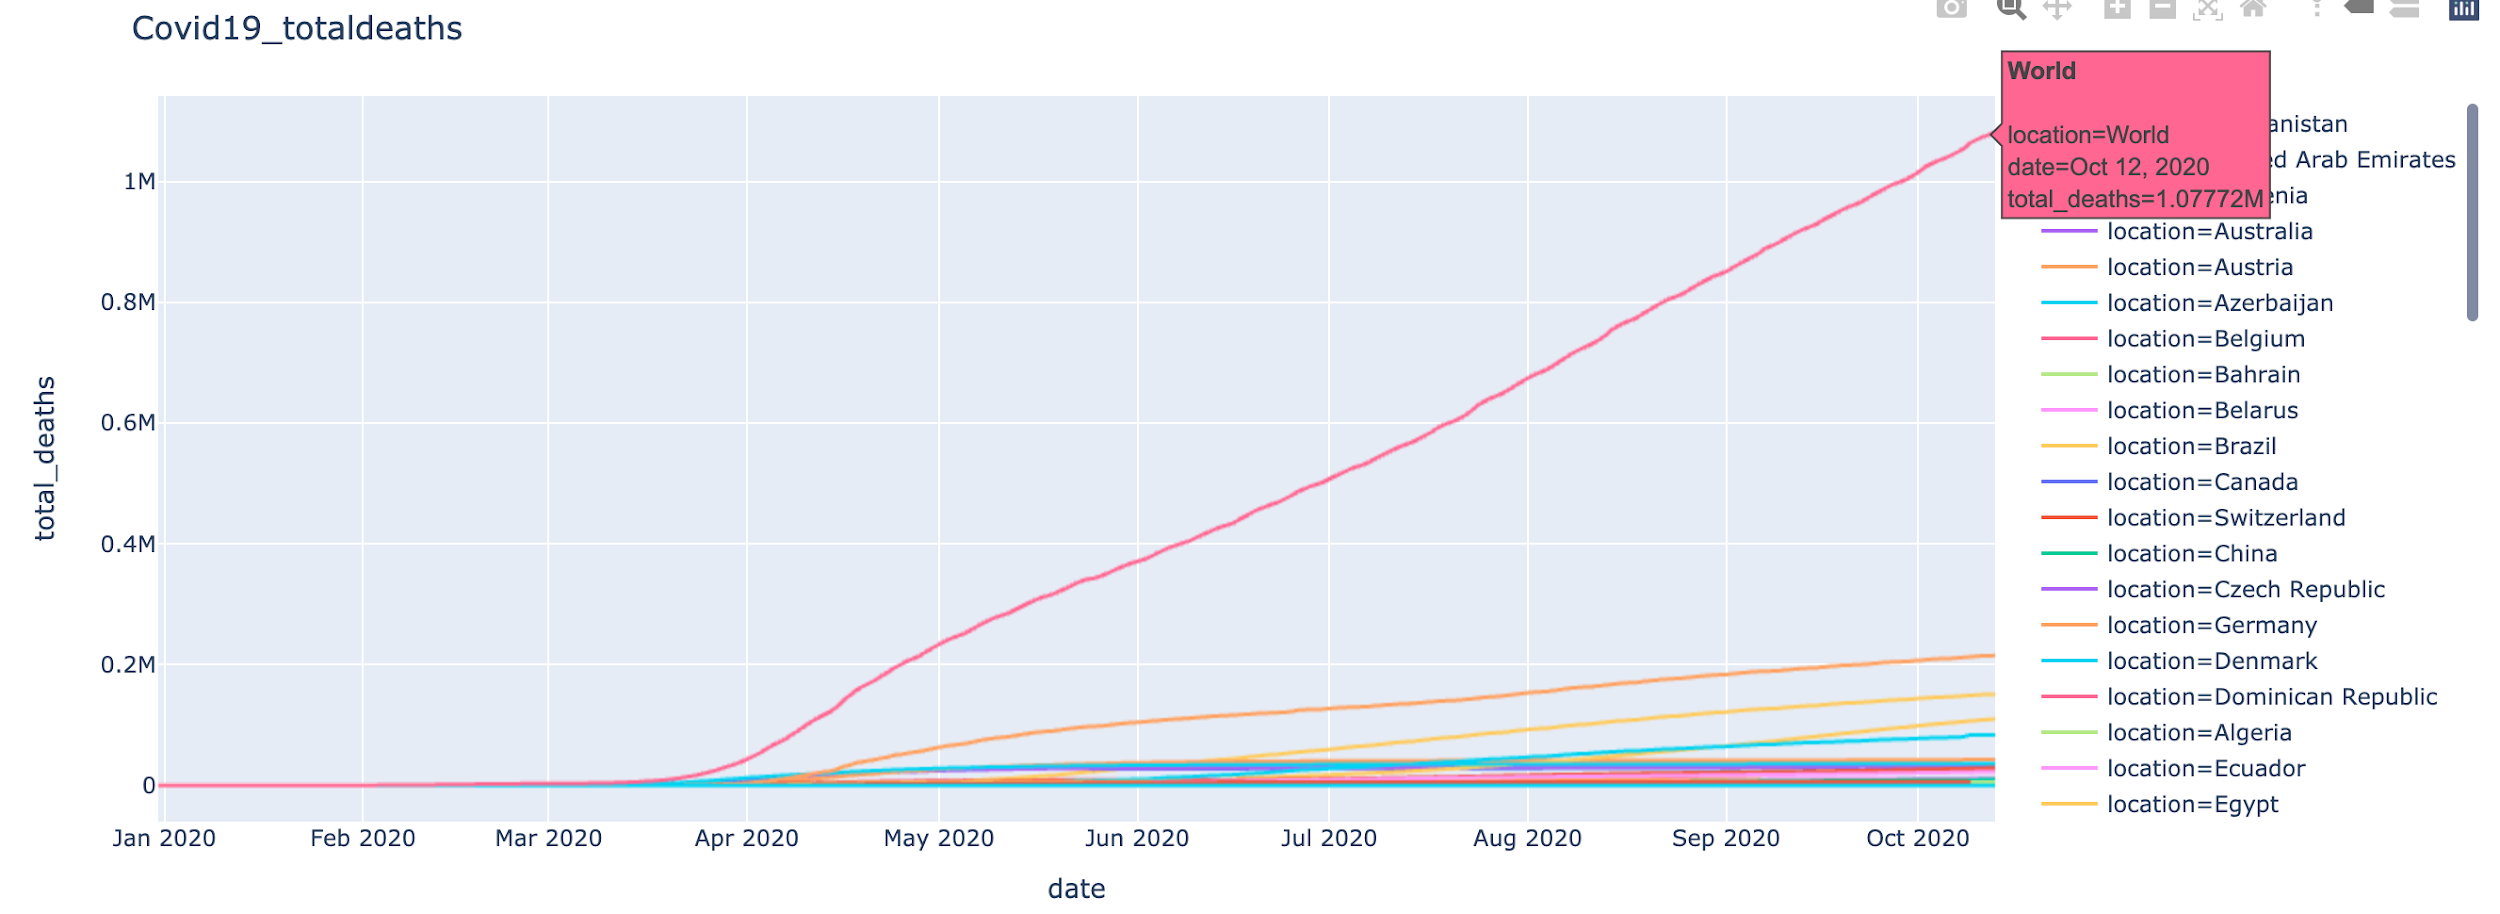 Covid19_totaldeaths
World
location=World
date=Oct 12, 2020
total_deaths=1.07772M
total_deaths
1M
0.8M
0.6M
0.4M
0.2M
0
Jan 2020
Feb 2020
Mar 2020
Apr 2020
May 2020
Jun 2020
Jul 2020
Aug 2020
Sep 2020
Oct 2020
date
anistan
ed Arab Emirates
enia
location=Australia
location=Austria
location=Azerbaijan
location=Belgium
location=Bahrain
location=Belarus
location=Brazil
location=Canada
location=Switzerland
location=China
location=Czech Republic
location=Germany
location=Denmark
location=Dominican Republic
location=Algeria
location=Ecuador
location=Egypt